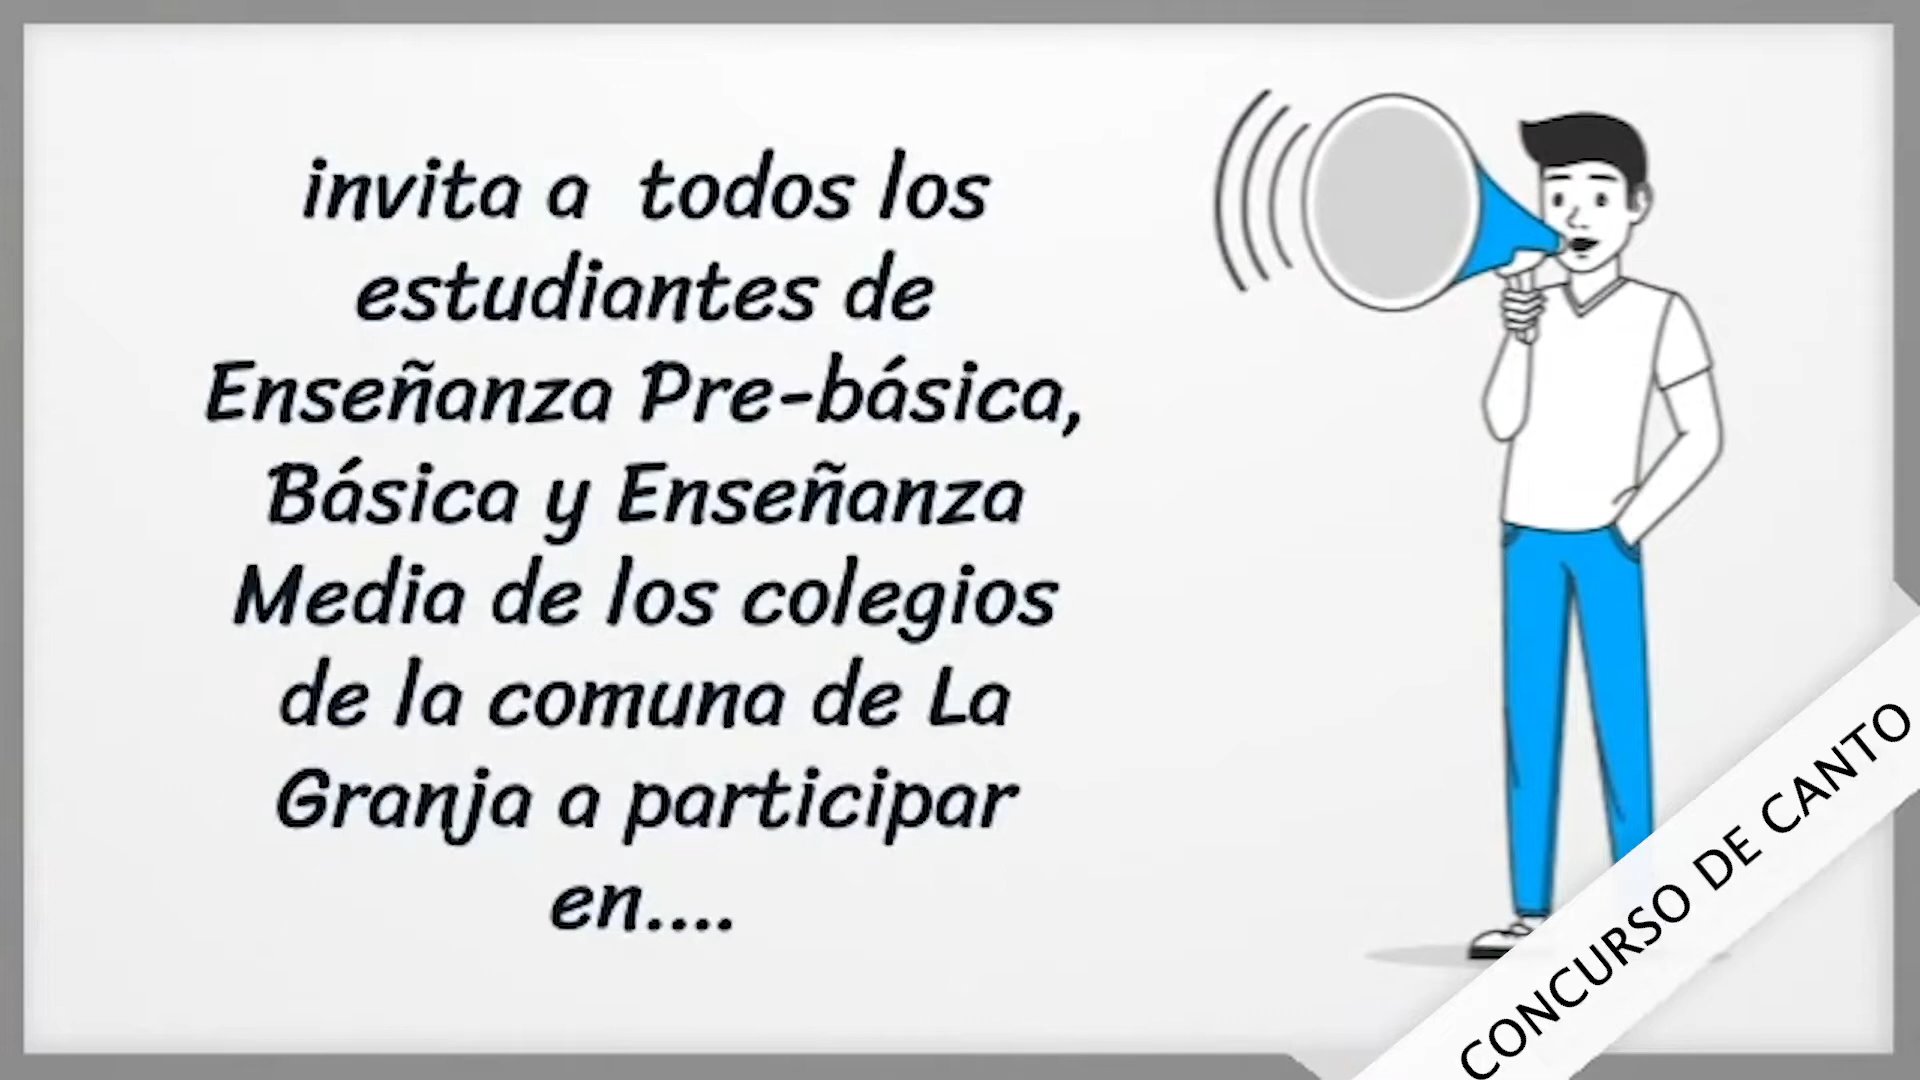 invita a  todos los
estudiantes de
Enseñanza Pre-básica,
Básica y Enseñanza
Media de los colegios
de la comuna de La
Granja a participar
en....
CONCURSO DE CANTO